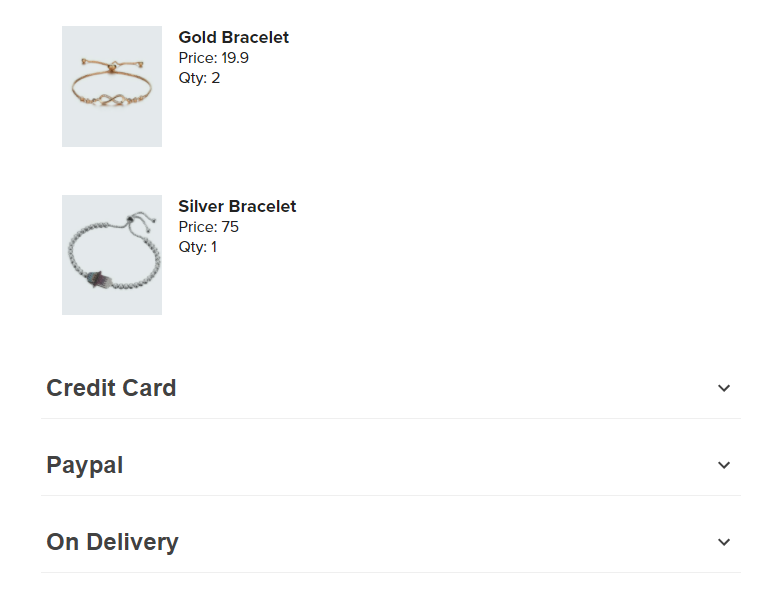 Gold Bracelet
Price: 19.9
Qty: 2
Silver Bracelet
Price: 75
Qty: 1
Credit Card
Paypal
On Delivery